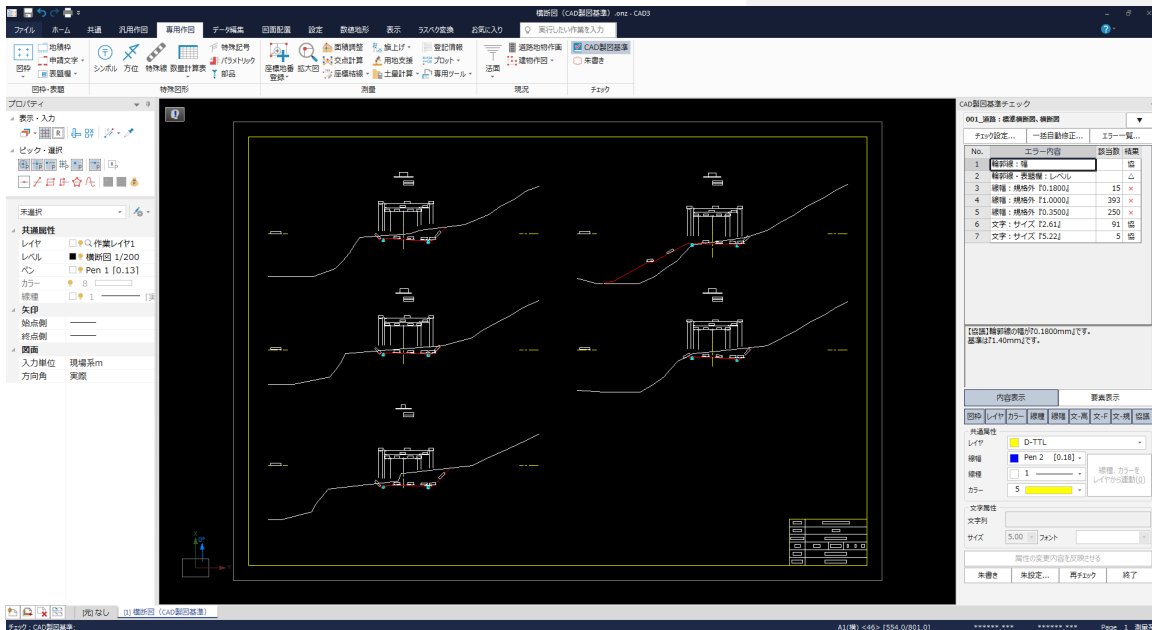 横断図（CAD製図基準）.onz - CAD3
ファイル ホーム 共通 汎用作図 専用作図 データ編集 図面配置 設定 数値地形 表示 ラスベク変換 お気に入り 実行したい作業を入力
図枠 地積枠 申請文字 表題欄 シンボル 方位 特殊線 数量計算表 特殊記号 パラメトリック 部品 座標地番登録 拡大図 面積調整 交点計算 座標結線 旗上げ 用地支援 土量計算 登記情報 プロット 専用ツール 法面 道路地物作画 建物作図 CAD製図基準 朱書き
図枠・表題 特殊図形 測量 現況 チェック
プロパティ
表示・入力
ピック・選択
未選択
共通属性
レイヤ 作業レイヤ1
レベル 横断図 1/200
ペン Pen 1 [0.13]
カラー 8
線種 1
矢印
始点側
終点側
図面
入力単位 現場系m
方向角 実際
CAD製図基準チェック
001_道路：標準横断図、横断図
チェック設定... 一括自動修正... エラー一覧...
No. エラー内容 該当数 結果
1 輪郭線：幅 協
2 輪郭線・表題欄：レベル △
3 線幅：規格外『0.1800』 15 ×
4 線幅：規格外『1.0000』 393 ×
5 線幅：規格外『0.3500』 250 ×
6 文字：サイズ『2.61』 91 協
7 文字：サイズ『5.22』 5 協
【協議】輪郭線の幅が『0.1800mm』です。
基準は『1.40mm』です。
内容表示 要素表示
図枠 レイヤ カラー 線種 線幅 文-高 文-F 文-規 協議
共通属性
レイヤ D-TTL
線幅 Pen 2 [0.18]
線種 1
カラー 5
線種、カラーを
レイヤから連動(J)
文字属性
文字列
サイズ 5.00 フォント
属性の変更内容を反映させる
朱書き 朱設定... 再チェック 終了
X
0°
Y
[元]なし [1] 横断図（CAD製図基準）
チェック：CAD製図基準： A1(横) <46> [554.0/801.0] ******.*** ******.*** Page 1